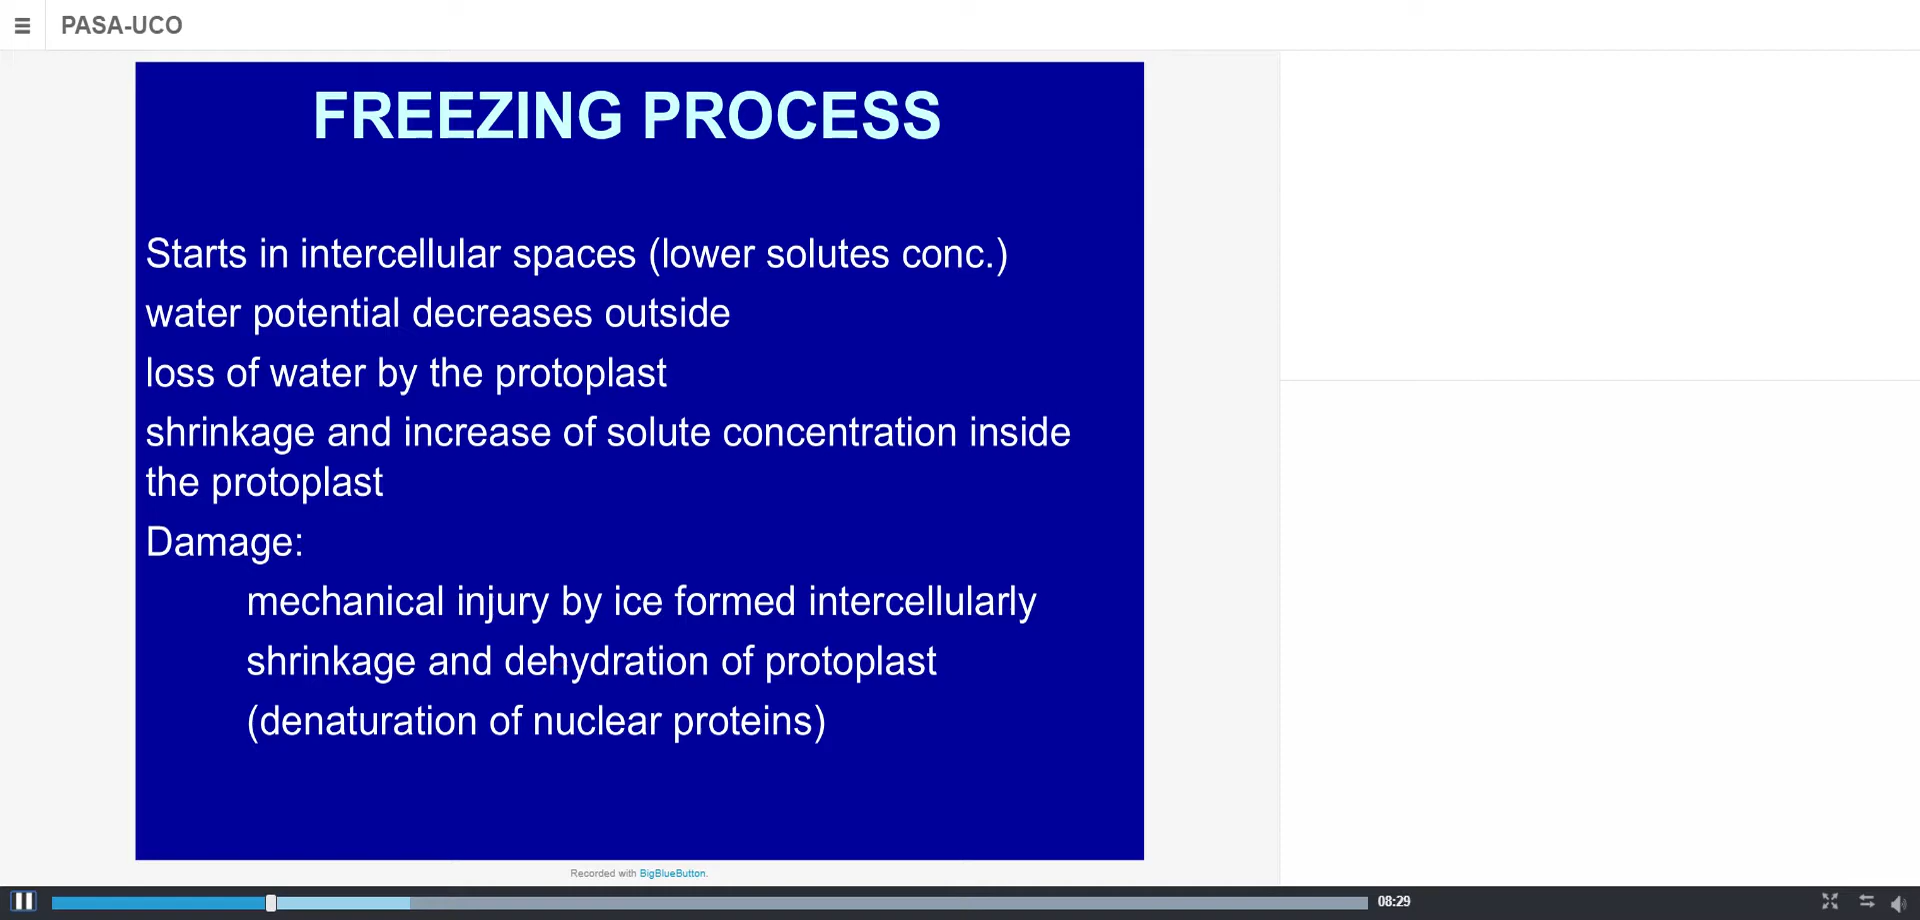 PASA-UCO
FREEZING PROCESS
Starts in intercellular spaces (lower solutes conc.)
water potential decreases outside
loss of water by the protoplast
shrinkage and increase of solute concentration inside
the protoplast
Damage:
mechanical injury by ice formed intercellularly
shrinkage and dehydration of protoplast
(denaturation of nuclear proteins)
Recorded with BigBlueButton.
08:29